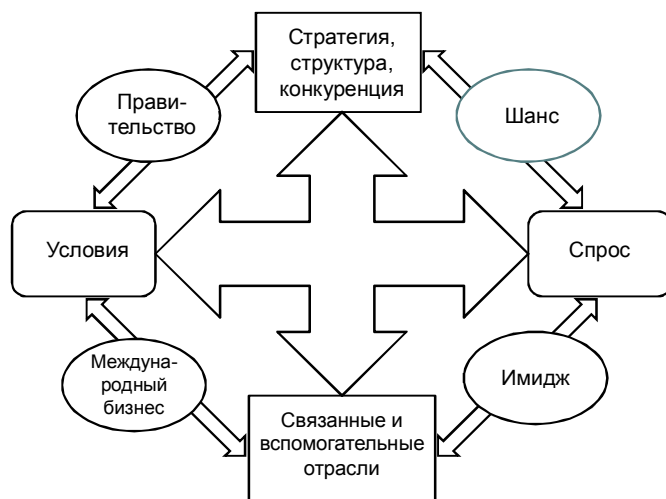 Стратегия,
структура,
конкуренция
Прави-
тельство
Шанс
Условия
Спрос
Междуна-
родный
бизнес
Имидж
Связанные и
вспомогательные
отрасли